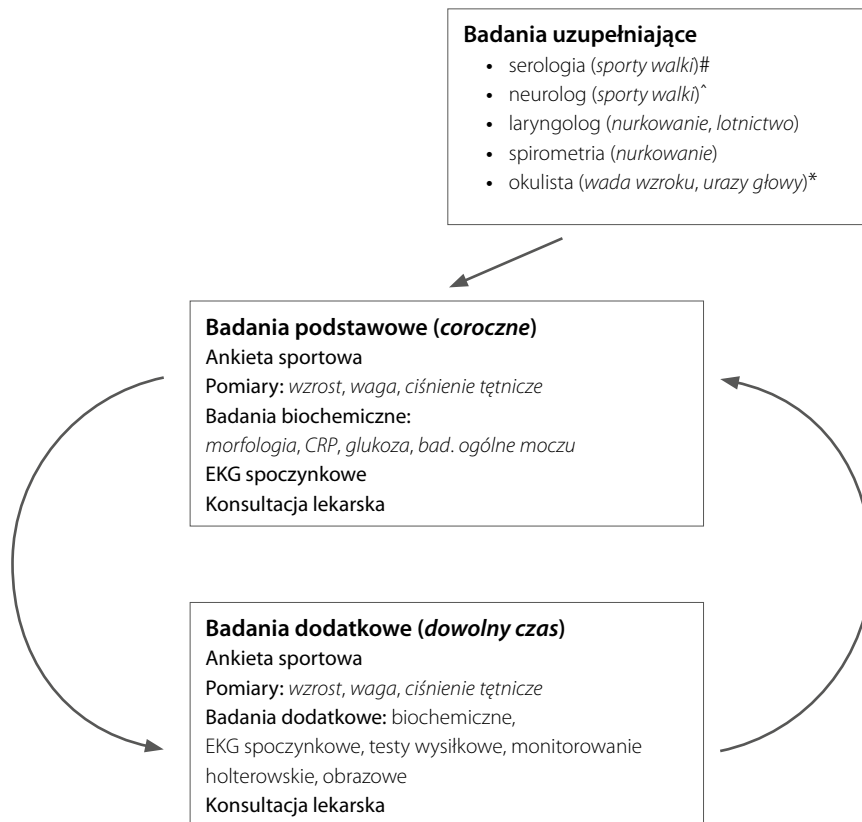 Badania uzupełniające
• serologia (sporty walki)#
• neurolog (sporty walki)^
• laryngolog (nurkowanie, lotnictwo)
• spirometria (nurkowanie)
• okulista (wada wzroku, urazy głowy)*
Badania podstawowe (coroczne)
Ankieta sportowa
Pomiary: wzrost, waga, ciśnienie tętnicze
Badania biochemiczne:
morfologia, CRP, glukoza, bad. ogólne moczu
EKG spoczynkowe
Konsultacja lekarska
Badania dodatkowe (dowolny czas)
Ankieta sportowa
Pomiary: wzrost, waga, ciśnienie tętnicze
Badania dodatkowe: biochemiczne,
EKG spoczynkowe, testy wysiłkowe, monitorowanie
holterowskie, obrazowe
Konsultacja lekarska